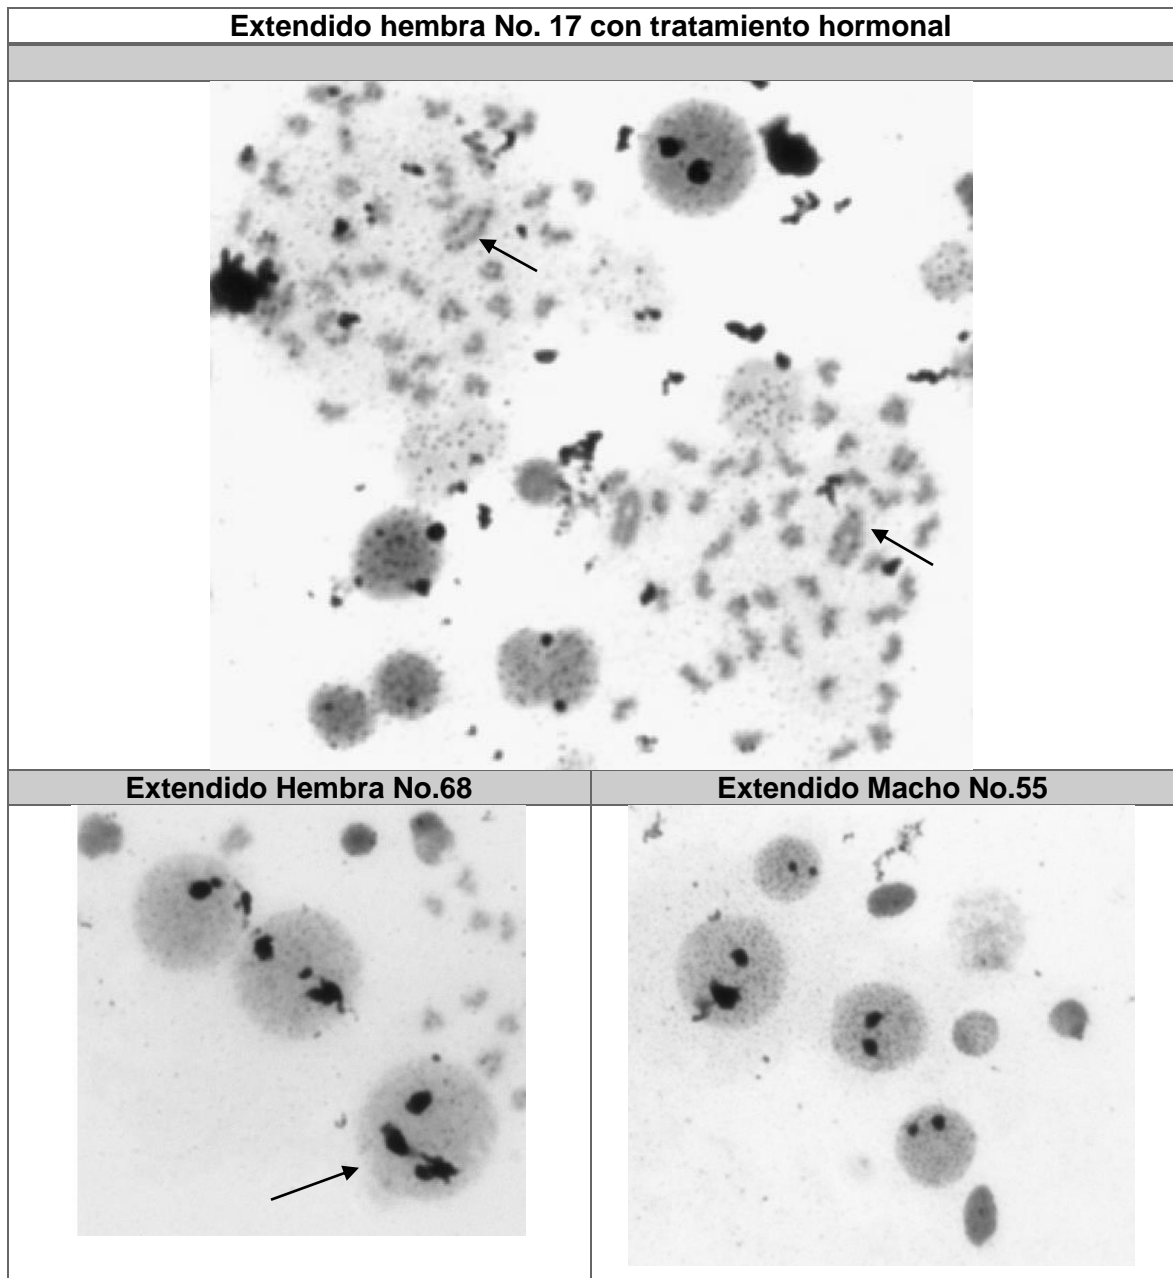 Extendido hembra No. 17 con tratamiento hormonal
Extendido Hembra No.68
Extendido Macho No.55